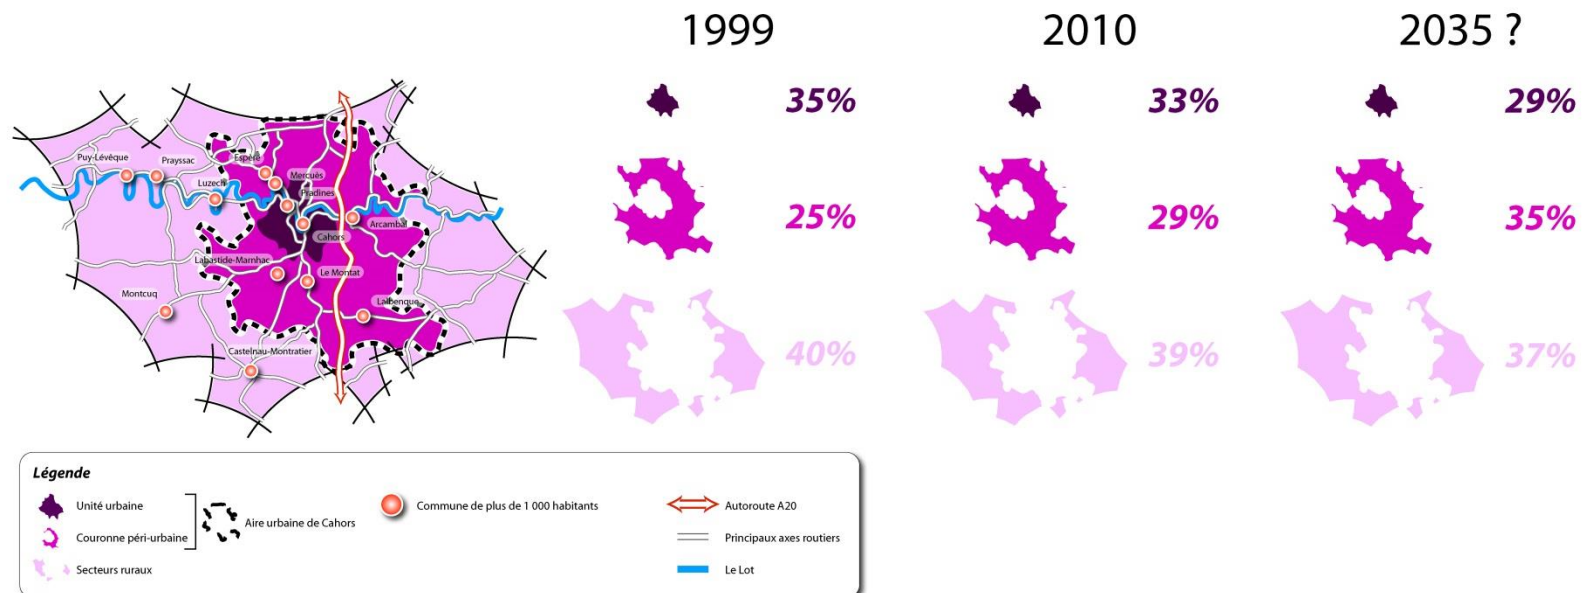 1999
2010
2035 ?
35%
33%
29%
25%
29%
35%
40%
39%
37%
Puy-Lévêque
Prayssac
Espère
Mercuès
Luzech
Pradines
Arcambal
Cahors
Labastide-Marnhac
Le Montat
Montcuq
Lalbenque
Castelnau-Montratier
Légende
Unité urbaine
Couronne péri-urbaine
Secteurs ruraux
Aire urbaine de Cahors
Commune de plus de 1 000 habitants
Autoroute A20
Principaux axes routiers
Le Lot